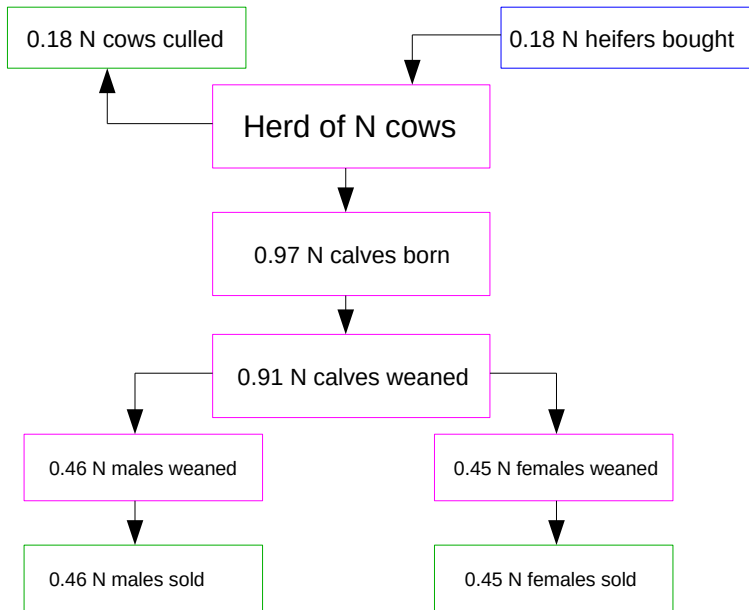 0.18 N cows culled
0.18 N heifers bought
Herd of N cows
0.97 N calves born
0.91 N calves weaned
0.46 N males weaned
0.45 N females weaned
0.46 N males sold
0.45 N females sold